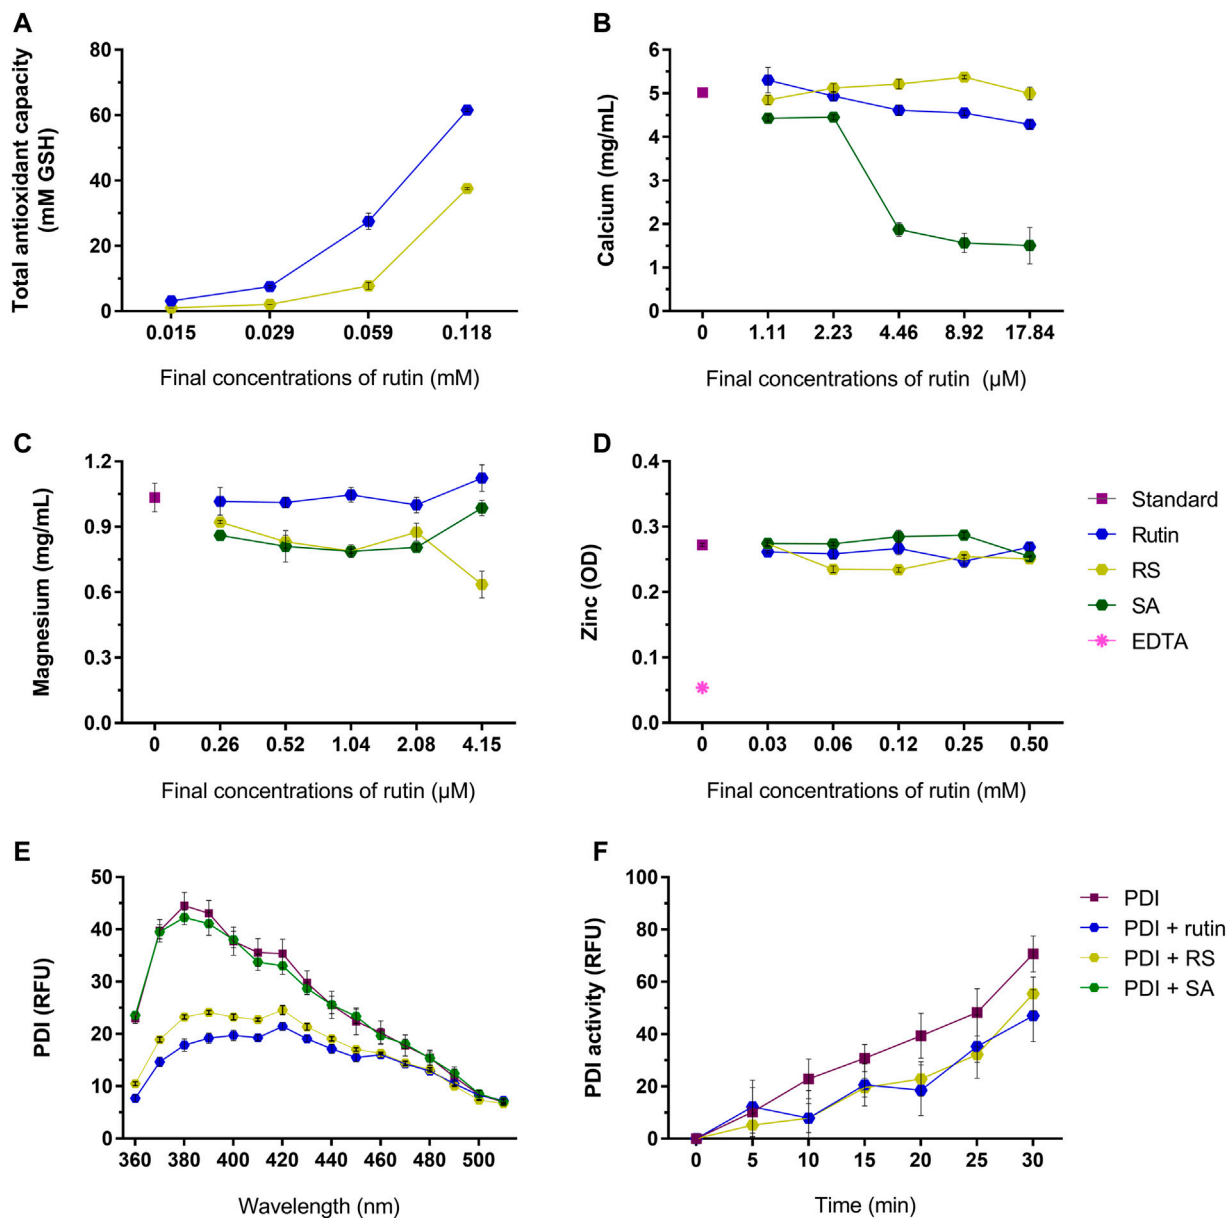 A
Total antioxidant capacity
(mM GSH)
80
60
40
20
0
0.015 0.029 0.059 0.118
Final concentrations of rutin (mM)
B
Calcium (mg/mL)
6
5
4
3
2
1
0
0 1.11 2.23 4.46 8.92 17.84
Final concentrations of rutin (µM)
C
Magnesium (mg/mL)
1.2
0.9
0.6
0.3
0.0
0 0.26 0.52 1.04 2.08 4.15
Final concentrations of rutin (µM)
D
Zinc (OD)
0.4
0.3
0.2
0.1
0.0
0 0.03 0.06 0.12 0.25 0.50
Final concentrations of rutin (mM)
Standard
Rutin
RS
SA
EDTA
E
PDI (RFU)
50
40
30
20
10
0
360 380 400 420 440 460 480 500
Wavelength (nm)
F
PDI activity (RFU)
100
80
60
40
20
0
0 5 10 15 20 25 30
Time (min)
PDI
PDI + rutin
PDI + RS
PDI + SA